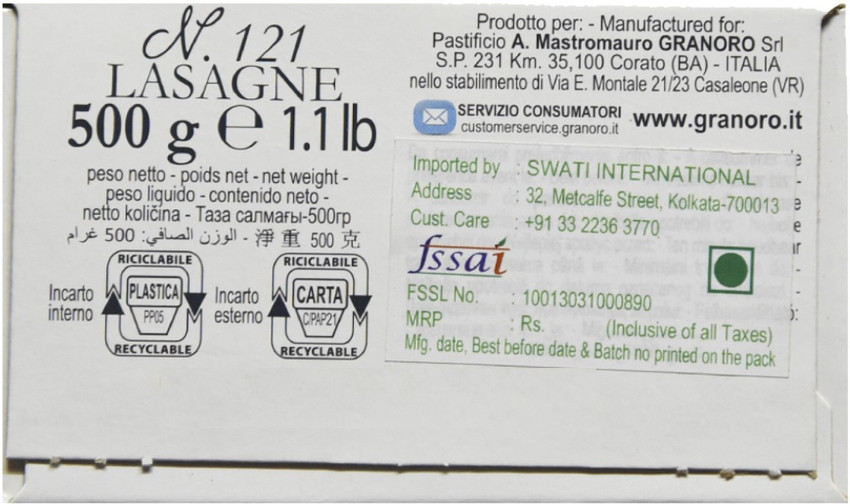 N. 121
LASAGNE
500 g ℮ 1.1 lb
peso netto - poids net - net weight -
peso liquido - contenido neto -
netto količina - Таза салмағы-500гр
الوزن الصافي: 500 غرام - 淨 重 500 克
RICICLABILE
Incarto interno
PLASTICA
PP05
RECYCLABLE
RICICLABILE
Incarto esterno
CARTA
C/PAP21
RECYCLABLE
Prodotto per: - Manufactured for:
Pastificio A. Mastromauro GRANORO Srl
S.P. 231 Km. 35,100 Corato (BA) - ITALIA
nello stabilimento di Via E. Montale 21/23 Casaleone (VR)
SERVIZIO CONSUMATORI
customerservice.granoro.it
www.granoro.it
Imported by : SWATI INTERNATIONAL
Address : 32, Metcalfe Street, Kolkata-700013
Cust. Care : +91 33 2236 3770
fssai
FSSL No. : 10013031000890
MRP : Rs. (Inclusive of all Taxes)
Mfg. date, Best before date & Batch no printed on the pack